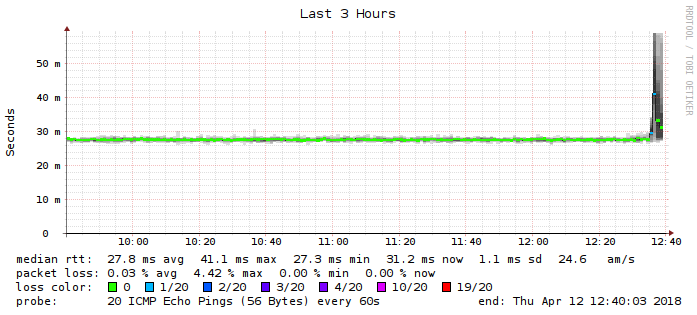 Last 3 Hours
RRDTOOL / TOBI OETIKER
Seconds
50 m
40 m
30 m
20 m
10 m
0
10:00 10:20 10:40 11:00 11:20 11:40 12:00 12:20 12:40
median rtt: 27.8 ms avg 41.1 ms max 27.3 ms min 31.2 ms now 1.1 ms sd 24.6 am/s
packet loss: 0.03 % avg 4.42 % max 0.00 % min 0.00 % now
loss color: 0 1/20 2/20 3/20 4/20 10/20 19/20
probe: 20 ICMP Echo Pings (56 Bytes) every 60s end: Thu Apr 12 12:40:03 2018